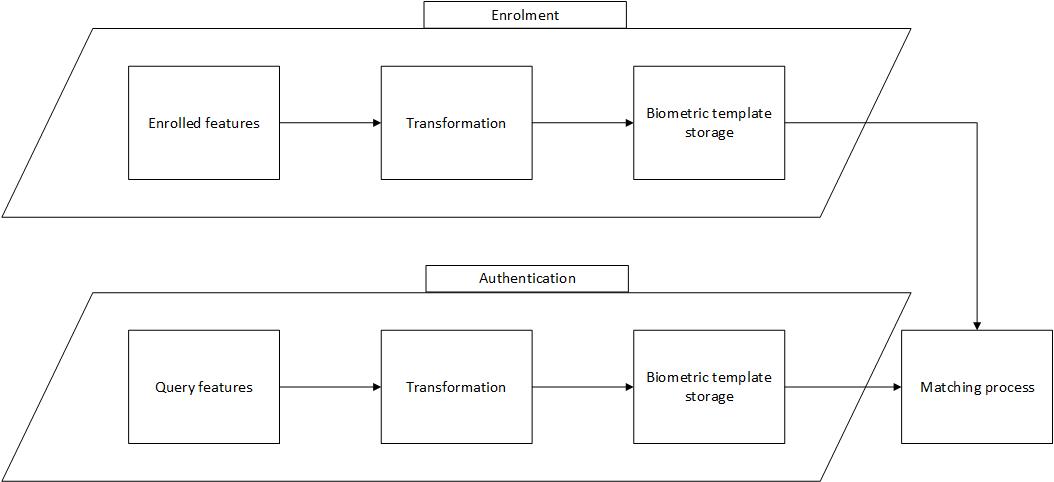 Enrolment
Enrolled features
Transformation
Biometric template
storage
Authentication
Query features
Transformation
Biometric template
storage
Matching process